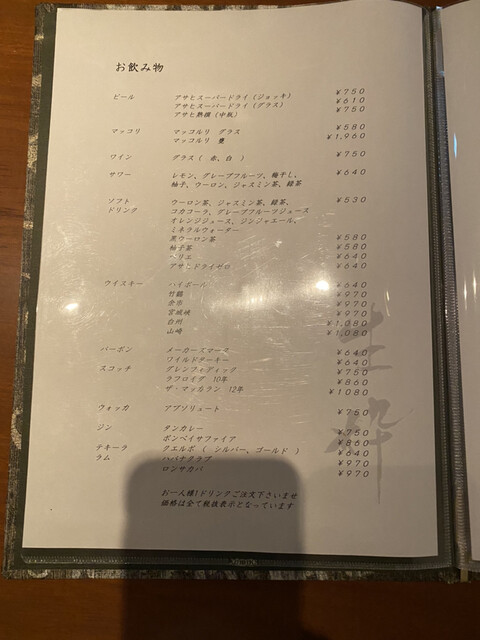 お飲み物
ビール アサヒスーパードライ(ジョッキ) ¥750
アサヒスーパードライ(グラス) ¥610
アサヒ熟撰(中瓶) ¥750
マッコリ マッコルリ グラス ¥580
マッコルリ 甕 ¥1,960
ワイン グラス( 赤、白 ) ¥750
サワー レモン、グレープフルーツ、梅干し、 ¥640
柚子、ウーロン、ジャスミン茶、緑茶
ソフト ウーロン茶、ジャスミン茶、緑茶、 ¥530
ドリンク コカコーラ、グレープフルーツジュース
オレンジジュース、ジンジャエール、
ミネラルウォーター
黒ウーロン茶 ¥580
柚子茶 ¥580
ペリエ ¥640
アサヒドライゼロ ¥640
ウイスキー ハイボール ¥640
竹鶴 ¥970
余市 ¥970
宮城峡 ¥970
白州 ¥1,080
山崎 ¥1,080
バーボン メーカーズマース ¥640
ワイルドターキー ¥640
スコッチ グレンフィディック ¥750
ラフロイグ 10年 ¥860
ザ・マッカラン 12年 ¥1080
ウォッカ アブソリュート ¥750
ジン タンカレー ¥750
ボンベイサファイア ¥860
テキーラ クエルボ( シルバー、ゴールド ) ¥640
ラム ハバナクラブ ¥970
ロンサカパ ¥970
お一人様1ドリンクご注文下さいませ
価格は全て税抜表示となっています